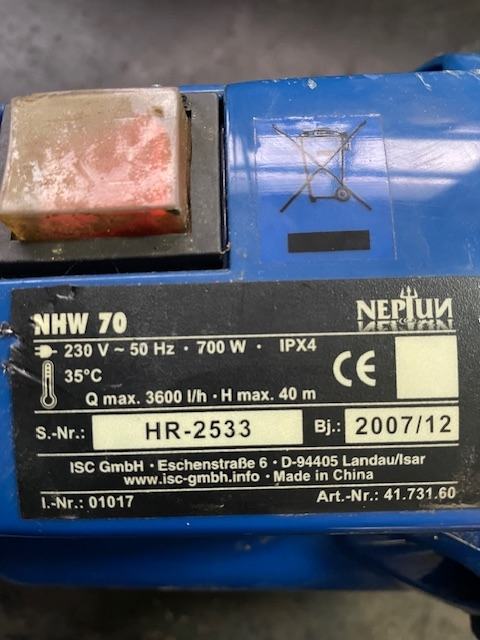 NHW 70
NEPTUN
230 V ~ 50 Hz · 700 W · IPX4
35°C
CE
Q max. 3600 l/h · H max. 40 m
S.-Nr.: HR-2533 Bj.: 2007/12
ISC GmbH · Eschenstraße 6 · D-94405 Landau/Isar
www.isc-gmbh.info · Made in China
I.-Nr.: 01017 Art.-Nr.: 41.731.60